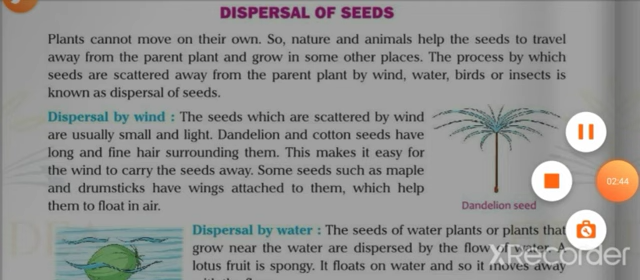 DISPERSAL OF SEEDS
Plants cannot move on their own. So, nature and animals help the seeds to travel
away from the parent plant and grow in some other places. The process by which
seeds are scattered away from the parent plant by wind, water, birds or insects is
known as dispersal of seeds.
Dispersal by wind : The seeds which are scattered by wind
are usually small and light. Dandelion and cotton seeds have
long and fine hair surrounding them. This makes it easy for
the wind to carry the seeds away. Some seeds such as maple
and drumsticks have wings attached to them, which help
them to float in air.
Dandelion seed
02:44
Dispersal by water : The seeds of water plants or plants that
grow near the water are dispersed by the flow of water. A
lotus fruit is spongy. It floats on water and so it moves away
XRecorder